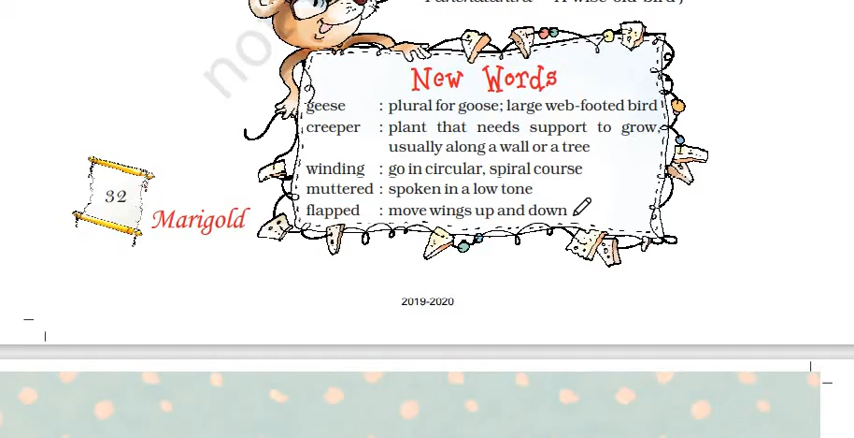 New Words
geese : plural for goose; large web-footed bird
creeper : plant that needs support to grow,
usually along a wall or a tree
winding : go in circular, spiral course
muttered : spoken in a low tone
flapped : move wings up and down
32
Marigold
2019-2020